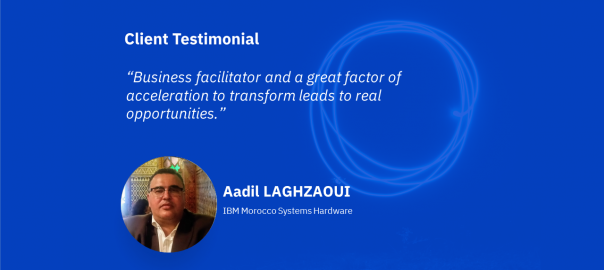 Client Testimonial
“Business facilitator and a great factor of
acceleration to transform leads to real
opportunities.”
Aadil LAGHZAOUI
IBM Morocco Systems Hardware